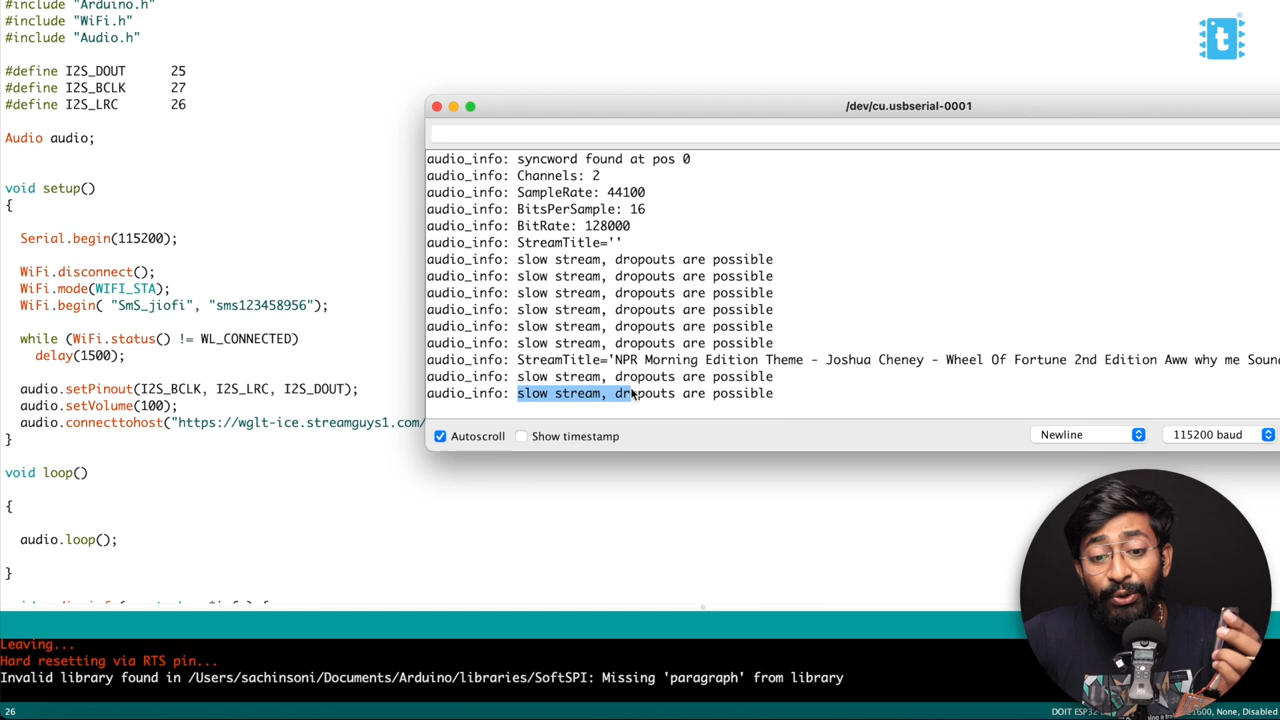 #include "Arduino.h"
#include "WiFi.h"
#include "Audio.h"
#define I2S_DOUT 25
#define I2S_BCLK 27
#define I2S_LRC 26
Audio audio;
void setup()
{
Serial.begin(115200);
WiFi.disconnect();
WiFi.mode(WIFI_STA);
WiFi.begin( "SmS_jiofi", "sms123458956");
while (WiFi.status() != WL_CONNECTED)
delay(1500);
audio.setPinout(I2S_BCLK, I2S_LRC, I2S_DOUT);
audio.setVolume(100);
audio.connecttohost("https://wglt-ice.streamguys1.com/
}
void loop()
{
audio.loop();
}
t
/dev/cu.usbserial-0001
audio_info: syncword found at pos 0
audio_info: Channels: 2
audio_info: SampleRate: 44100
audio_info: BitsPerSample: 16
audio_info: BitRate: 128000
audio_info: StreamTitle=''
audio_info: slow stream, dropouts are possible
audio_info: slow stream, dropouts are possible
audio_info: slow stream, dropouts are possible
audio_info: slow stream, dropouts are possible
audio_info: slow stream, dropouts are possible
audio_info: slow stream, dropouts are possible
audio_info: StreamTitle='NPR Morning Edition Theme - Joshua Cheney - Wheel Of Fortune 2nd Edition Aww why me Soun
audio_info: slow stream, dropouts are possible
audio_info: slow stream, dropouts are possible
Autoscroll Show timestamp Newline 115200 baud
Leaving...
Hard resetting via RTS pin...
Invalid library found in /Users/sachinsoni/Documents/Arduino/libraries/SoftSPI: Missing 'paragraph' from library
26 DOIT ESP32 1600, None, Disabled